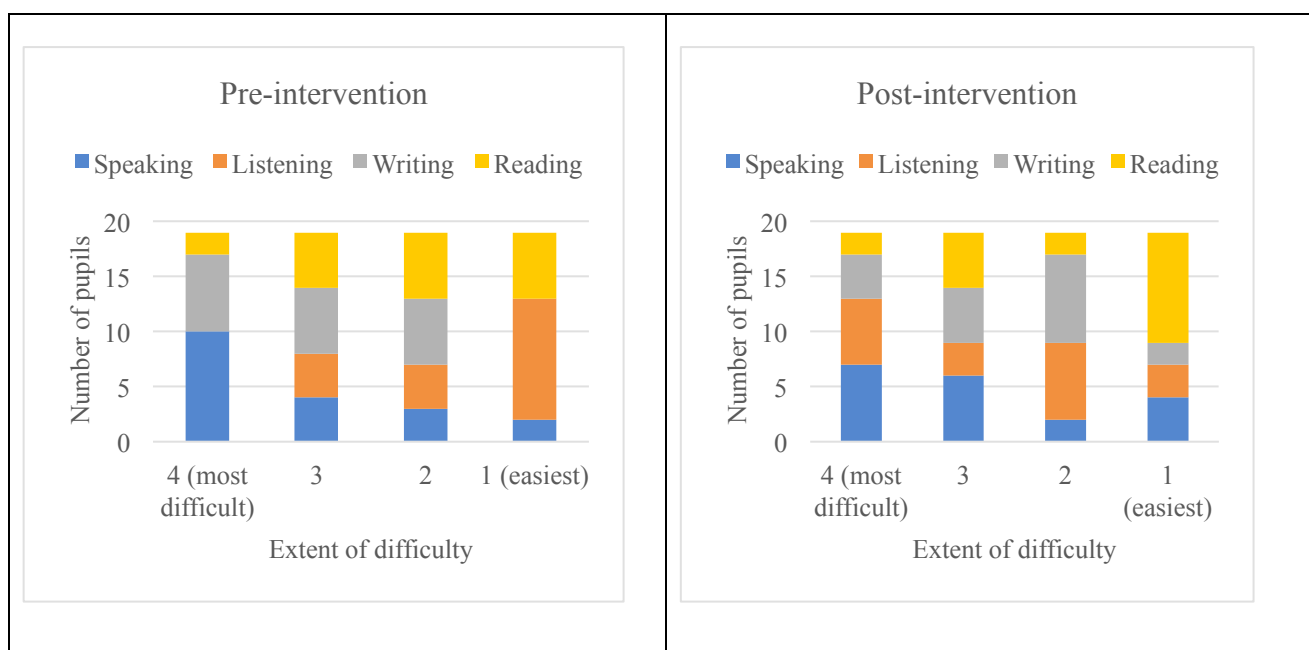 Pre-intervention
Speaking Listening Writing Reading
Number of pupils
20
15
10
5
0
4 (most difficult) 3 2 1 (easiest)
Extent of difficulty
Post-intervention
Speaking Listening Writing Reading
Number of pupils
20
15
10
5
0
4 (most difficult) 3 2 1 (easiest)
Extent of difficulty